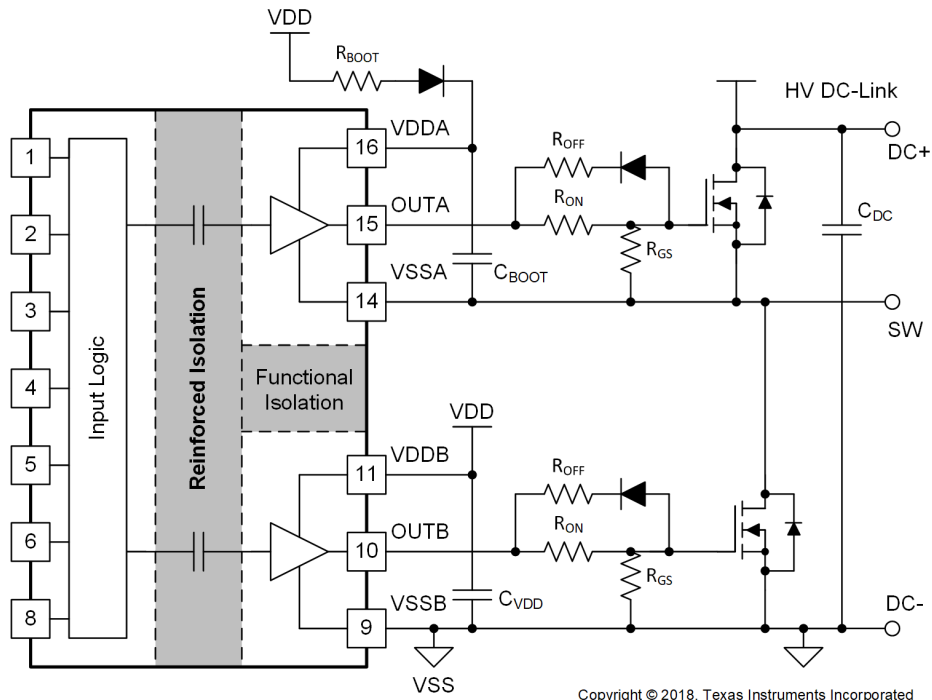 VDD
RBOOT
HV DC-Link
DC+
CDC
SW
DC-
1
2
3
4
5
6
8
Input Logic
Reinforced Isolation
Functional
Isolation
16
VDDA
15
OUTA
14
VSSA
CBOOT
ROFF
RON
RGS
VDD
11
VDDB
10
OUTB
9
VSSB
CVDD
ROFF
RON
RGS
VSS
Copyright © 2018, Texas Instruments Incorporated